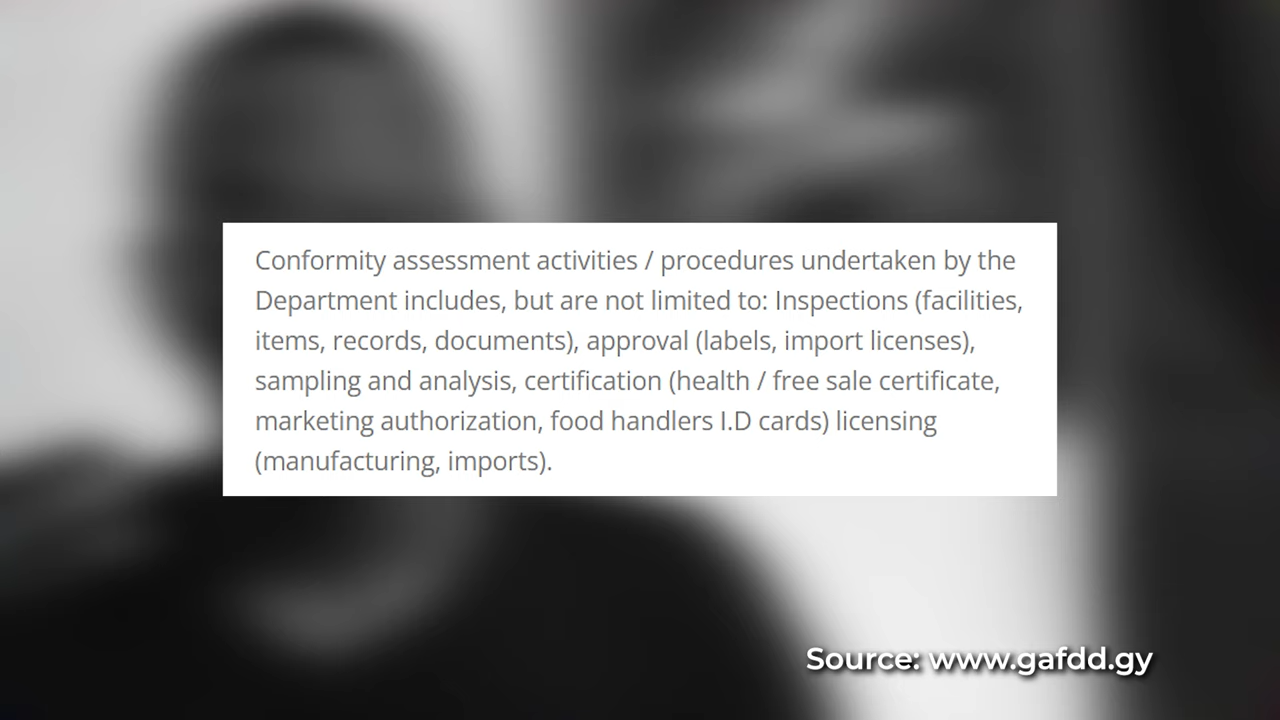 Conformity assessment activities / procedures undertaken by the
Department includes, but are not limited to: Inspections (facilities,
items, records, documents), approval (labels, import licenses),
sampling and analysis, certification (health / free sale certificate,
marketing authorization, food handlers I.D cards) licensing
(manufacturing, imports).
Source: www.gafdd.gy